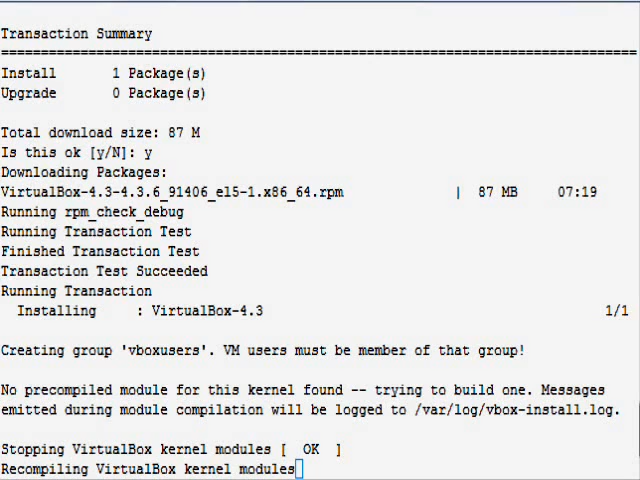 Transaction Summary
================================================================================
Install 1 Package(s)
Upgrade 0 Package(s)
Total download size: 87 M
Is this ok [y/N]: y
Downloading Packages:
VirtualBox-4.3-4.3.6_91406_el5-1.x86_64.rpm | 87 MB 07:19
Running rpm_check_debug
Running Transaction Test
Finished Transaction Test
Transaction Test Succeeded
Running Transaction
Installing : VirtualBox-4.3 1/1
Creating group 'vboxusers'. VM users must be member of that group!
No precompiled module for this kernel found -- trying to build one. Messages
emitted during module compilation will be logged to /var/log/vbox-install.log.
Stopping VirtualBox kernel modules [ OK ]
Recompiling VirtualBox kernel modules